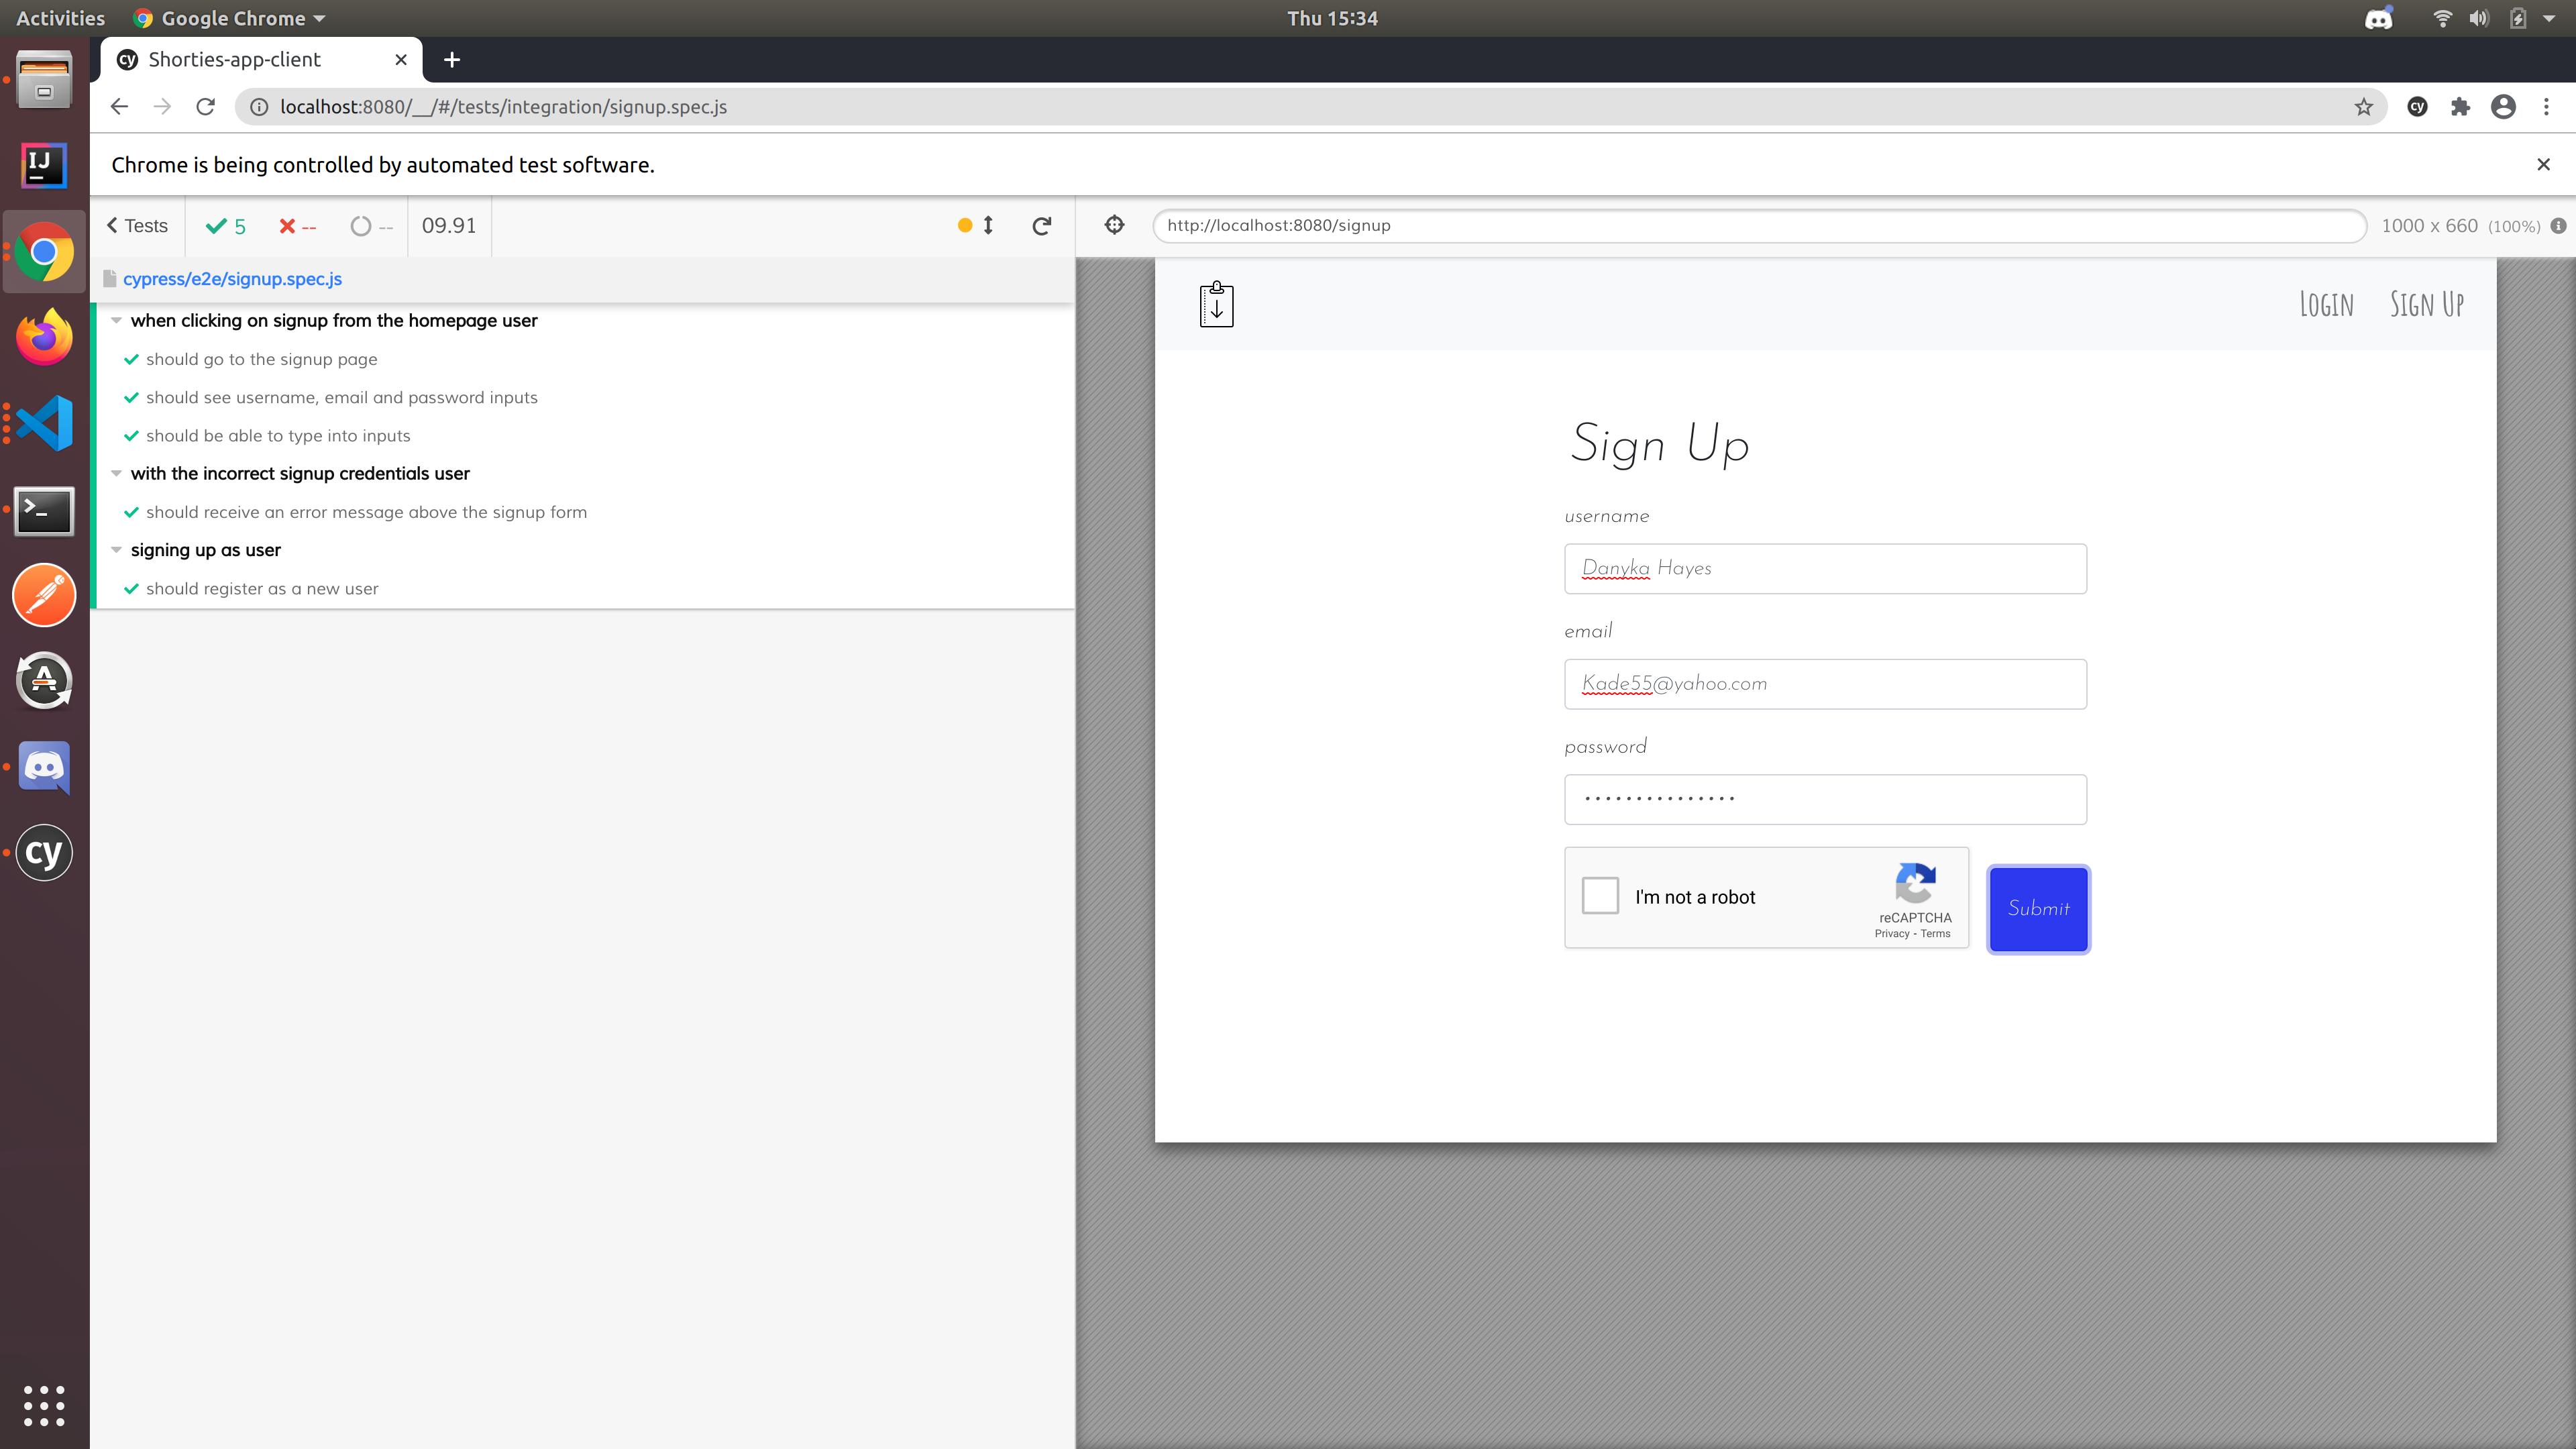 Activities Google Chrome Thu 15:34
cy Shorties-app-client
localhost:8080/__/#/tests/integration/signup.spec.js cy
Chrome is being controlled by automated test software.
Tests 5 -- -- 09.91 http://localhost:8080/signup 1000 x 660 (100%)
cypress/e2e/signup.spec.js
when clicking on signup from the homepage user
should go to the signup page
should see username, email and password inputs
should be able to type into inputs
with the incorrect signup credentials user
should receive an error message above the signup form
signing up as user
should register as a new user
Login Sign Up
Sign Up
username
Danyka Hayes
email
Kade55@yahoo.com
password
I'm not a robot
reCAPTCHA
Privacy - Terms
Submit
IJ
>_
A
cy